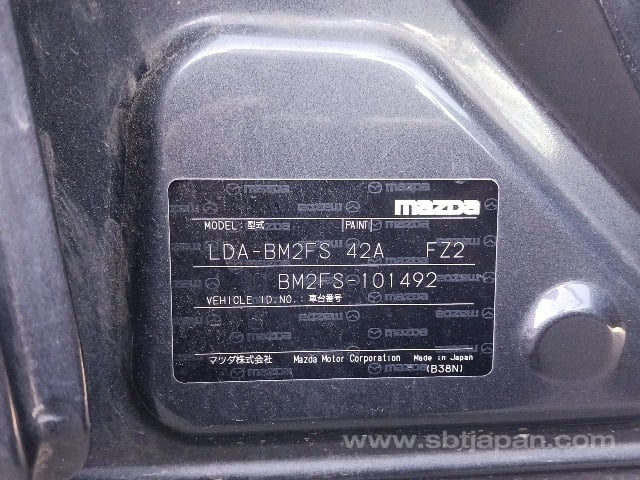 mazda
MODEL:型式 PAINT
LDA-BM2FS 42A FZ2
BM2FS-101492
VEHICLE ID.NO.:車台番号
マツダ株式会社 Mazda Motor Corporation Made in Japan
(B38N)
www.sbtjapan.com